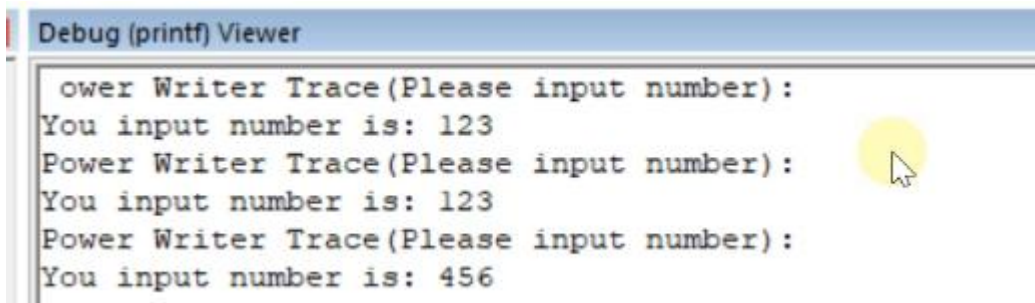 Debug (printf) Viewer
ower Writer Trace(Please input number):
You input number is: 123
Power Writer Trace(Please input number):
You input number is: 123
Power Writer Trace(Please input number):
You input number is: 456